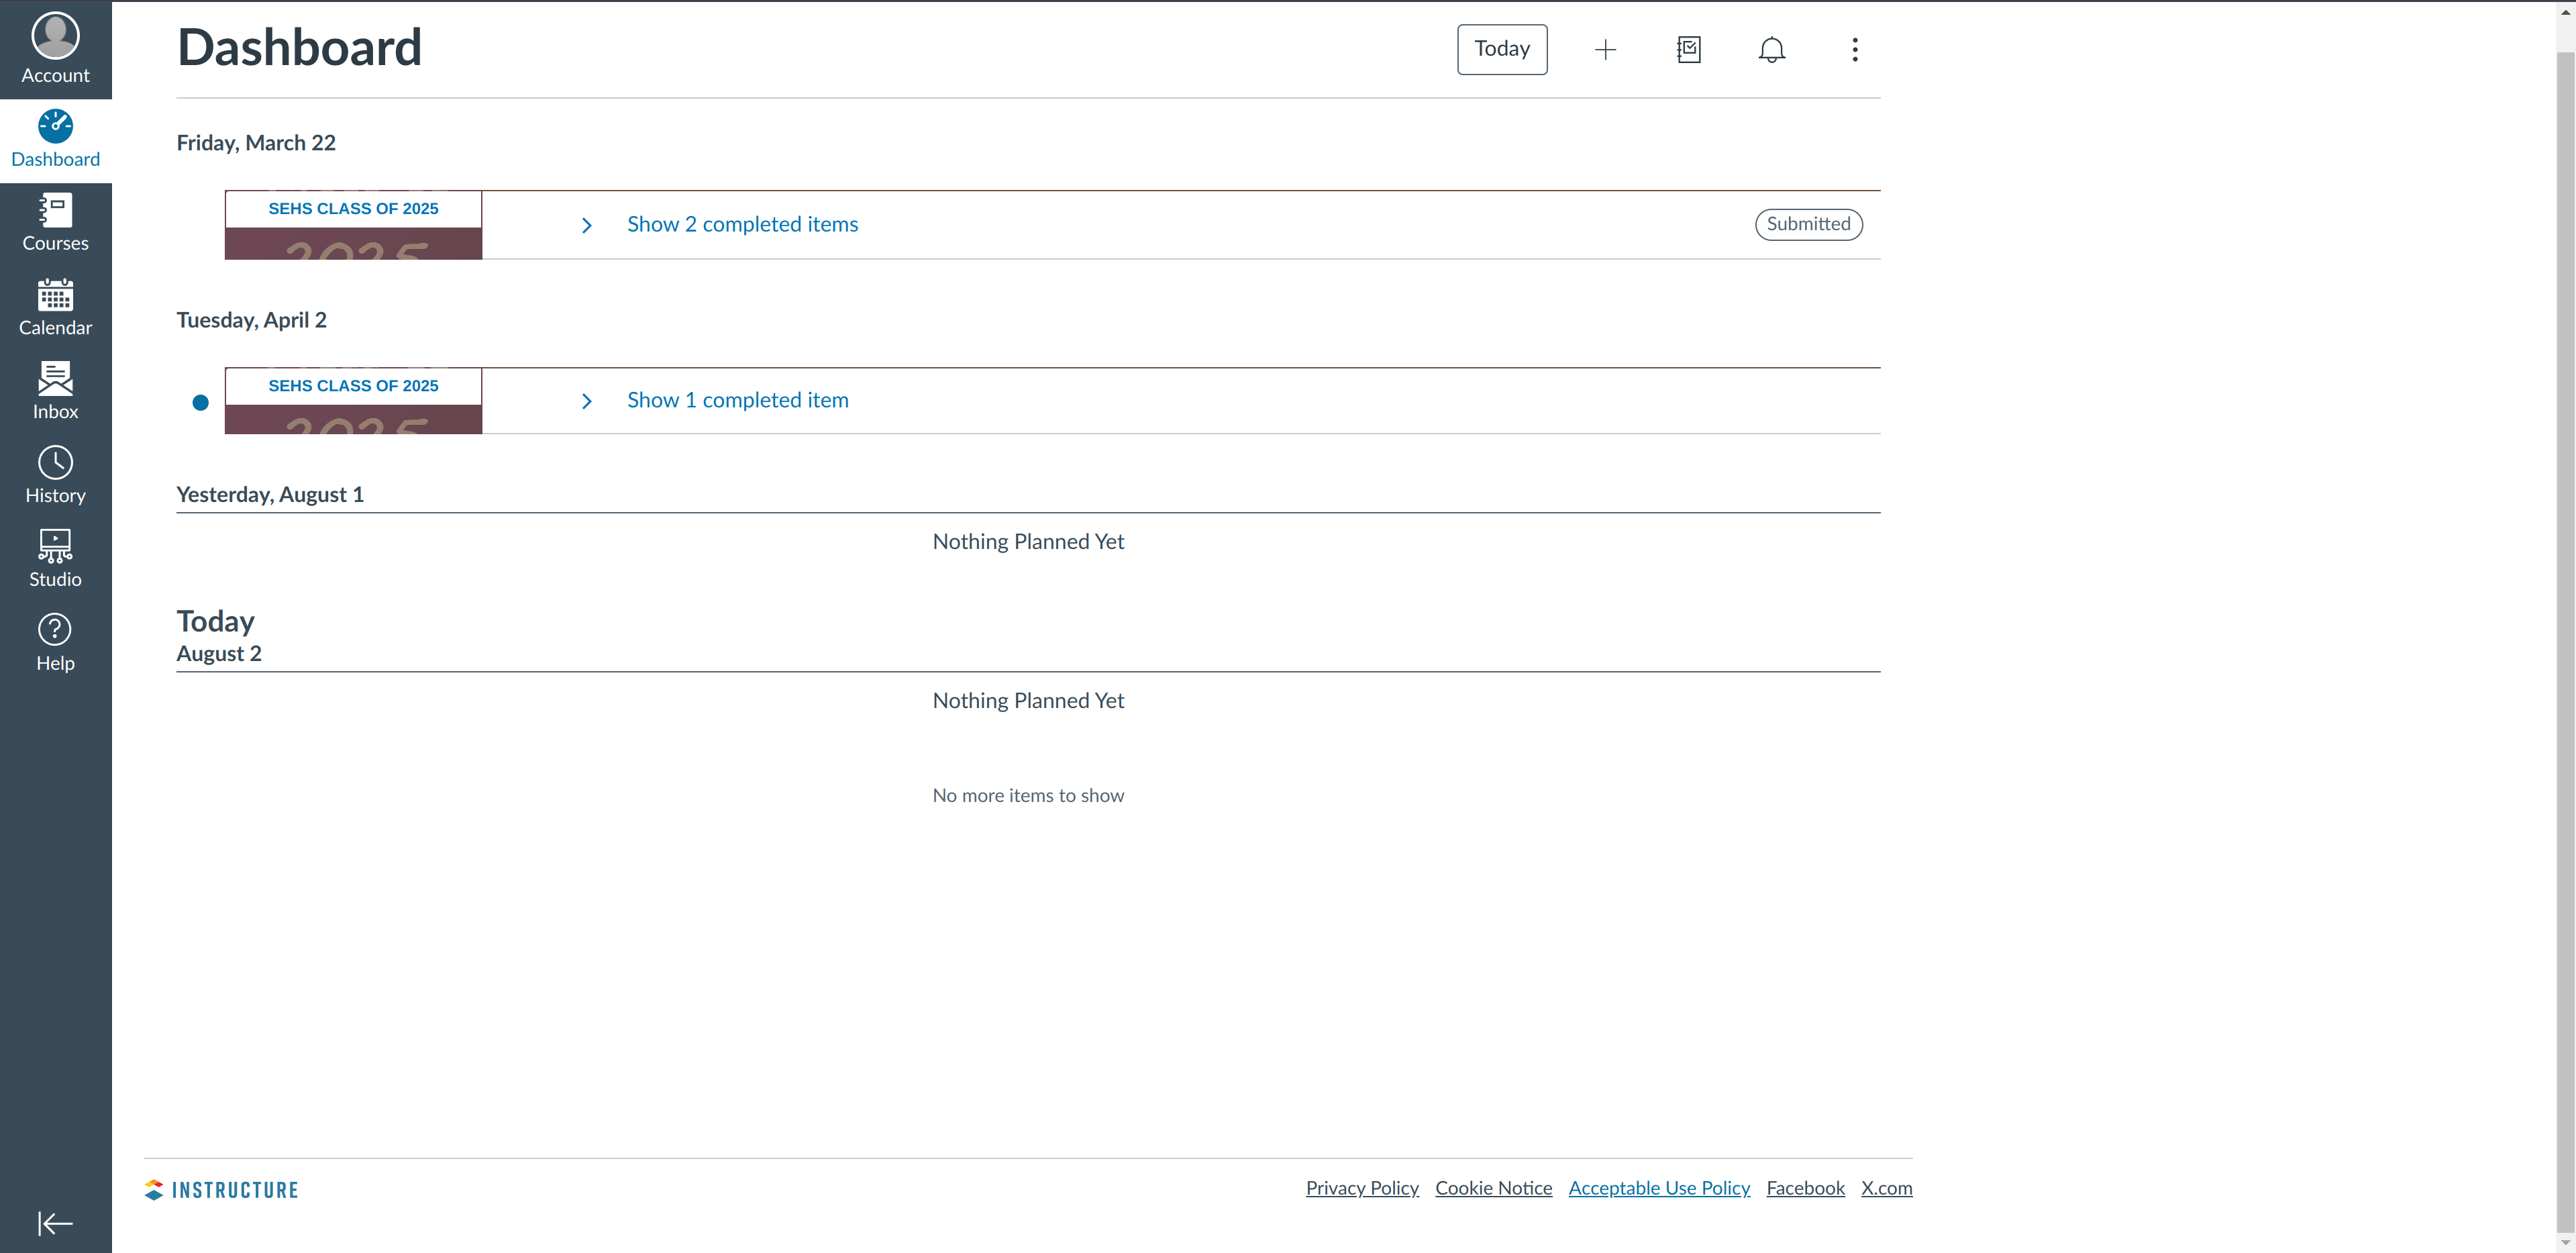 Account
Dashboard
Courses
Calendar
Inbox
History
Studio
Help
Dashboard
Today
Friday, March 22
SEHS CLASS OF 2025
2025
Show 2 completed items
Submitted
Tuesday, April 2
SEHS CLASS OF 2025
2025
Show 1 completed item
Yesterday, August 1
Nothing Planned Yet
Today
August 2
Nothing Planned Yet
No more items to show
INSTRUCTURE
Privacy Policy Cookie Notice Acceptable Use Policy Facebook X.com